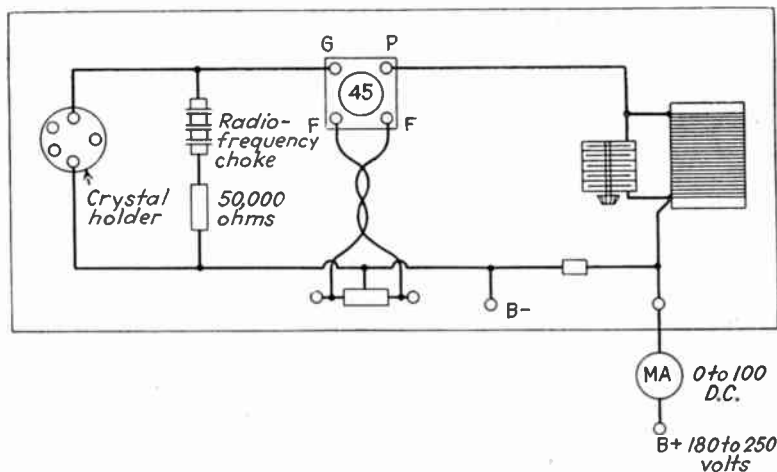 G P
45
F F
Radio-
frequency
choke
Crystal
holder
50,000
ohms
B-
MA
0 to 100
D.C.
B+ 180 to 250
volts